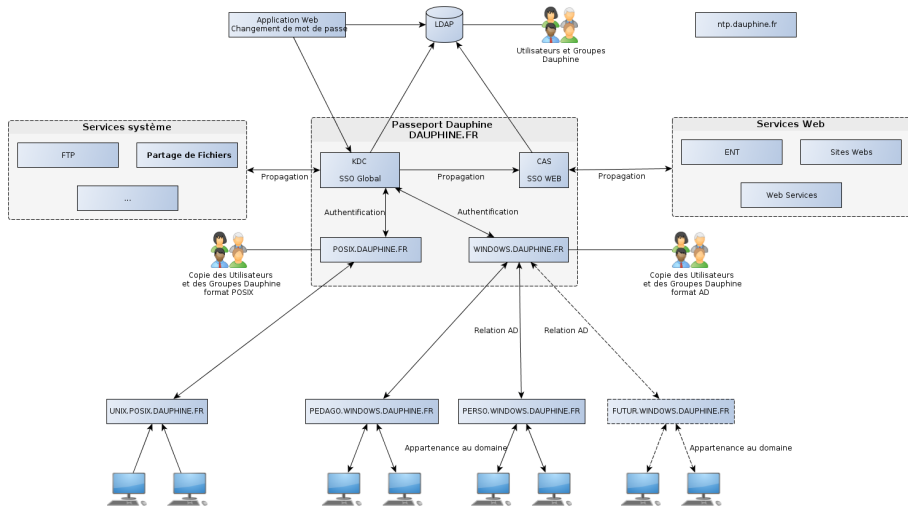 Application Web
Changement de mot de passe
LDAP
Utilisateurs et Groupes
Dauphine
ntp.dauphine.fr
Services système
FTP
Partage de Fichiers
...
Passeport Dauphine
DAUPHINE.FR
KDC
SSO Global
CAS
SSO WEB
Services Web
ENT
Sites Webs
Web Services
Propagation
Propagation
Propagation
Authentification
Authentification
POSIX.DAUPHINE.FR
WINDOWS.DAUPHINE.FR
Copie des Utilisateurs
et des Groupes Dauphine
format POSIX
Copie des Utilisateurs
et des Groupes Dauphine
format AD
Relation AD
Relation AD
UNIX.POSIX.DAUPHINE.FR
PEDAGO.WINDOWS.DAUPHINE.FR
PERSO.WINDOWS.DAUPHINE.FR
FUTUR.WINDOWS.DAUPHINE.FR
Appartenance au domaine
Appartenance au domaine